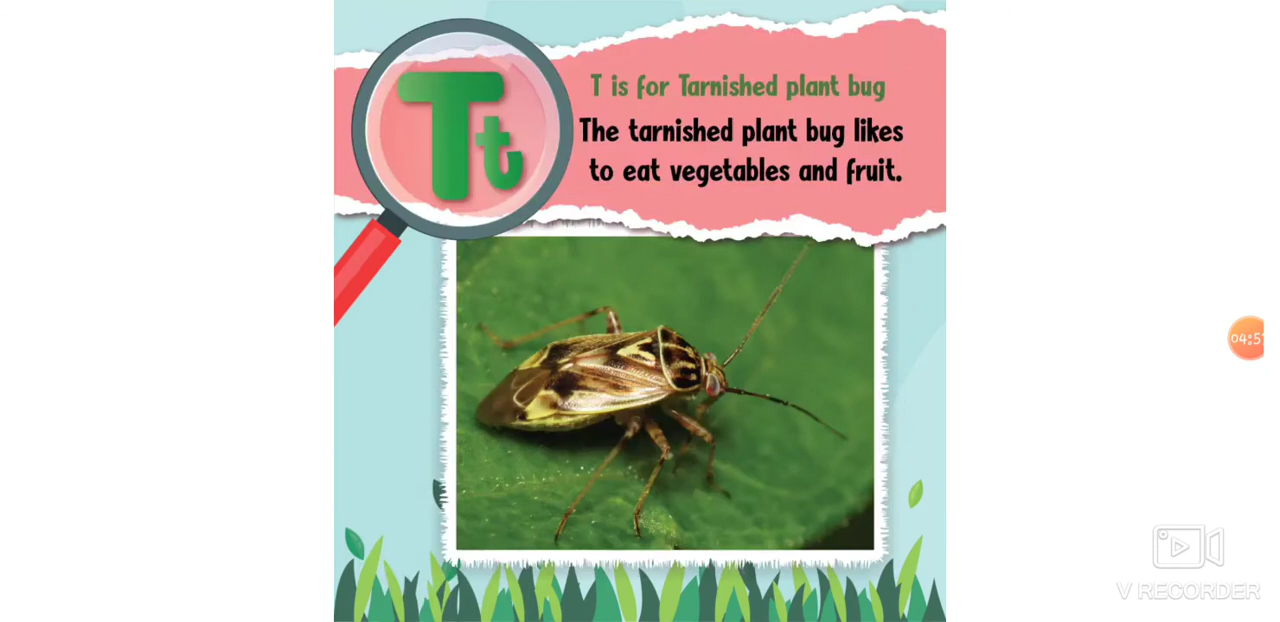 Tt
T is for Tarnished plant bug
The tarnished plant bug likes
to eat vegetables and fruit.
V RECORDER